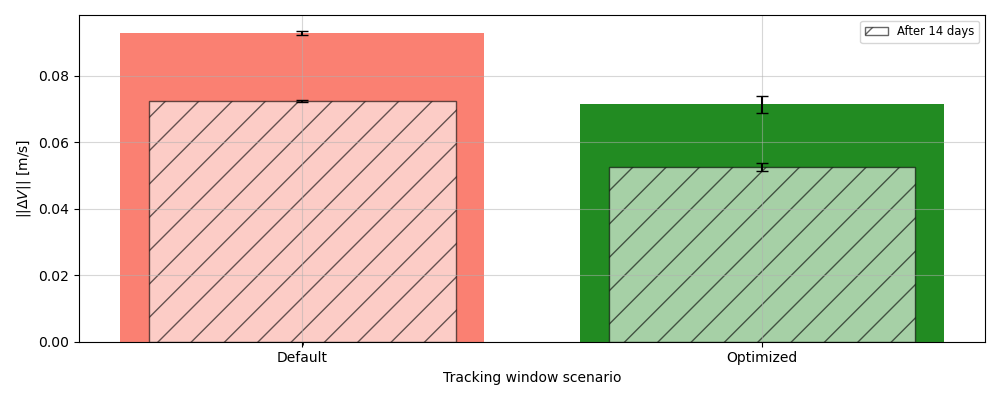 After 14 days
||ΔV|| [m/s]
0.08
0.06
0.04
0.02
0.00
Default
Optimized
Tracking window scenario